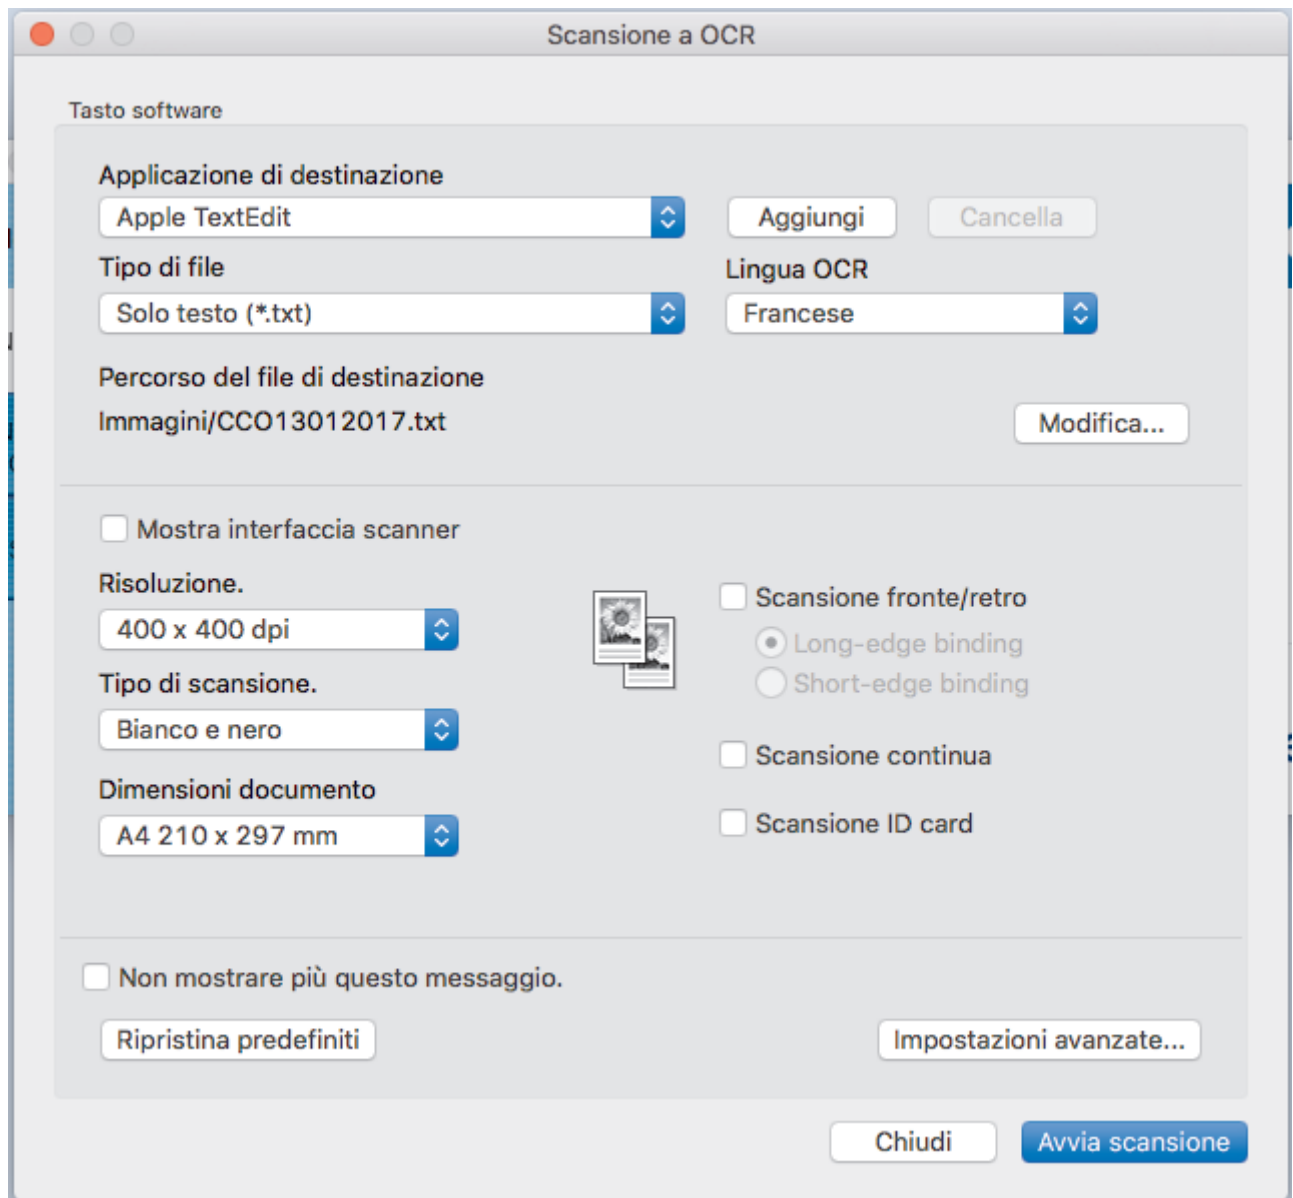 Scansione a OCR
Tasto software
Applicazione di destinazione
Apple TextEdit
Aggiungi
Cancella
Tipo di file
Lingua OCR
Solo testo (*.txt)
Francese
Percorso del file di destinazione
Immagini/CCO13012017.txt
Modifica...
Mostra interfaccia scanner
Risoluzione.
Scansione fronte/retro
400 x 400 dpi
Long-edge binding
Tipo di scansione.
Short-edge binding
Bianco e nero
Scansione continua
Dimensioni documento
Scansione ID card
A4 210 x 297 mm
Non mostrare più questo messaggio.
Ripristina predefiniti
Impostazioni avanzate...
Chiudi
Avvia scansione